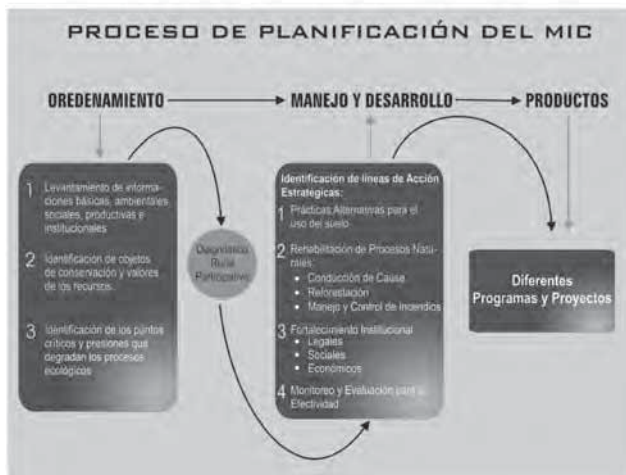 PROCESO DE PLANIFICACIÓN DEL MIC
OREDENAMIENTO
MANEJO Y DESARROLLO
PRODUCTOS
1 Levantamiento de informa-
ciones básicas, ambientales
sociales, productivas e
institucionales
2 Identificación de objetos
de conservación y valores
de los recursos.
3 Identificación de los puntos
críticos y presiones que
degradan los procesos
ecológicos
Diagnóstico
Rural
Participativo
Identificación de líneas de Acción
Estratégicas:
1 Prácticas Alternativas para el
uso del suelo
2 Rehabilitación de Procesos Natu-
rales:
• Conducción de Cause
• Reforestación
• Manejo y Control de Incendios
3 Fortalecimiento Institucional
• Legales
• Sociales
• Económicos
4 Monitoreo y Evaluación para la
Efectividad
Diferentes
Programas y Proyectos